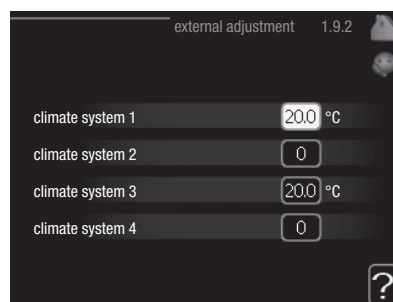 external adjustment 1.9.2
climate system 1 20.0 °C
climate system 2 0
climate system 3 20.0 °C
climate system 4 0
?